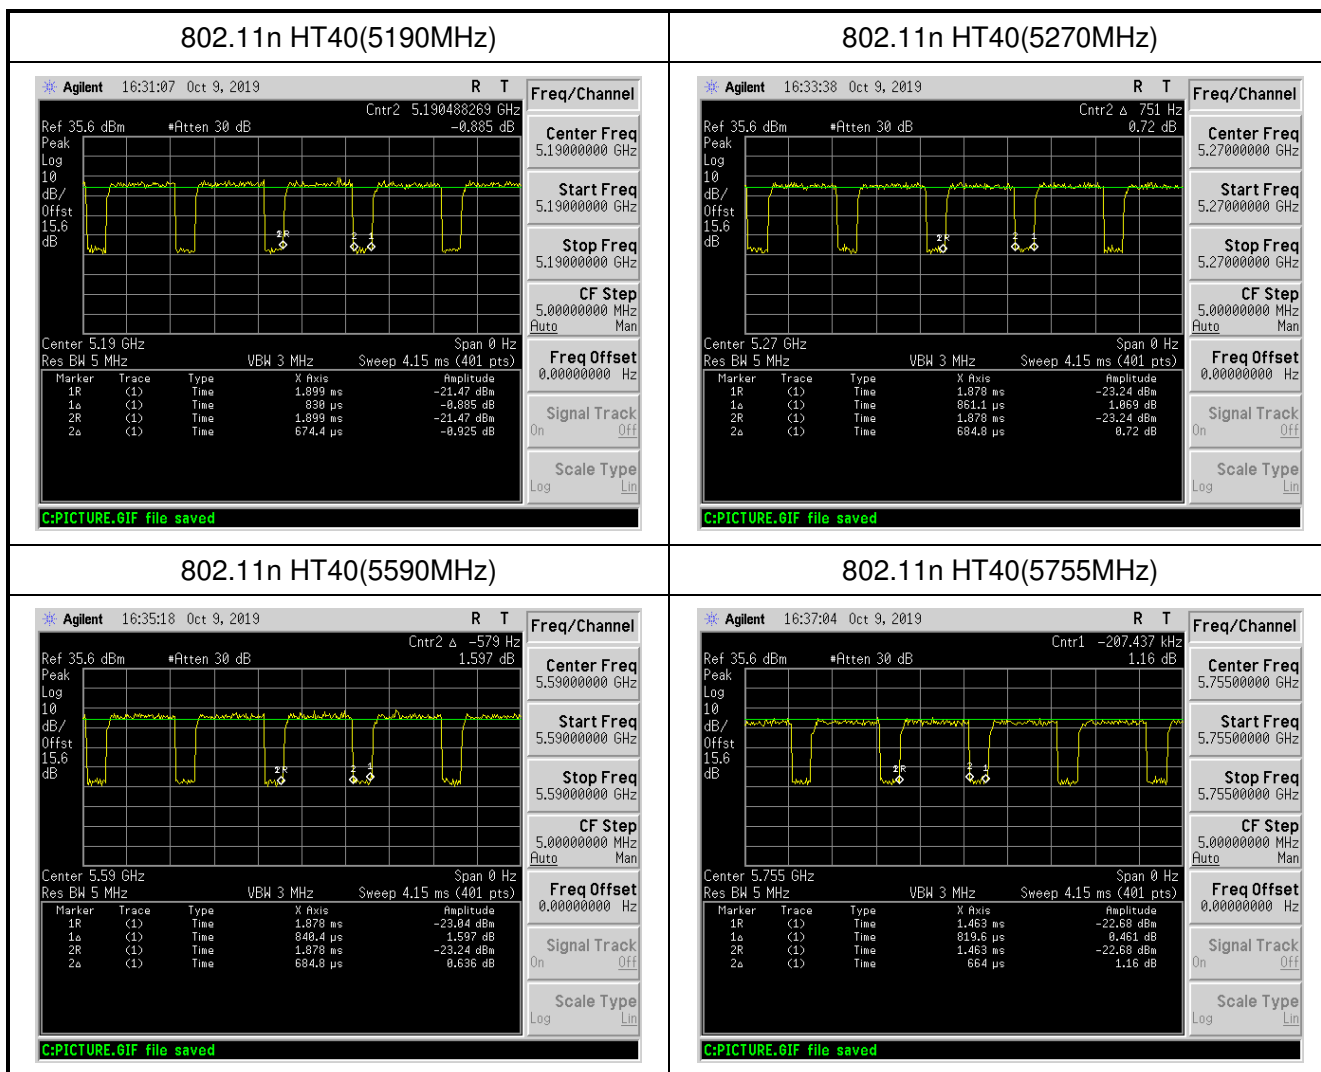 802.11n HT40(5190MHz)
Agilent 16:31:07 Oct 9, 2019 R T
Freq/Channel
Cntr2 5.190488269 GHz
Ref 35.6 dBm #Atten 30 dB -0.885 dB
Peak
Log
10
dB/
Offst
15.6
dB
2R
2
1
Center 5.19 GHz Span 0 Hz
Res BW 5 MHz VBW 3 MHz Sweep 4.15 ms (401 pts)
Marker Trace Type X Axis Amplitude
1R (1) Time 1.899 ms -21.47 dBm
1Δ (1) Time 830 µs -0.885 dB
2R (1) Time 1.899 ms -21.47 dBm
2Δ (1) Time 674.4 µs -0.925 dB
C:PICTURE.GIF file saved
Center Freq
5.19000000 GHz
Start Freq
5.19000000 GHz
Stop Freq
5.19000000 GHz
CF Step
5.00000000 MHz
Auto Man
Freq Offset
0.00000000 Hz
Signal Track
On Off
Scale Type
Log Lin
802.11n HT40(5270MHz)
Agilent 16:33:38 Oct 9, 2019 R T
Freq/Channel
Cntr2 Δ 751 Hz
Ref 35.6 dBm #Atten 30 dB 0.72 dB
Peak
Log
10
dB/
Offst
15.6
dB
2R
2
1
Center 5.27 GHz Span 0 Hz
Res BW 5 MHz VBW 3 MHz Sweep 4.15 ms (401 pts)
Marker Trace Type X Axis Amplitude
1R (1) Time 1.878 ms -23.24 dBm
1Δ (1) Time 861.1 µs 1.069 dB
2R (1) Time 1.878 ms -23.24 dBm
2Δ (1) Time 684.8 µs 0.72 dB
C:PICTURE.GIF file saved
Center Freq
5.27000000 GHz
Start Freq
5.27000000 GHz
Stop Freq
5.27000000 GHz
CF Step
5.00000000 MHz
Auto Man
Freq Offset
0.00000000 Hz
Signal Track
On Off
Scale Type
Log Lin
802.11n HT40(5590MHz)
Agilent 16:35:18 Oct 9, 2019 R T
Freq/Channel
Cntr2 Δ -579 Hz
Ref 35.6 dBm #Atten 30 dB 1.597 dB
Peak
Log
10
dB/
Offst
15.6
dB
2R
2
1
Center 5.59 GHz Span 0 Hz
Res BW 5 MHz VBW 3 MHz Sweep 4.15 ms (401 pts)
Marker Trace Type X Axis Amplitude
1R (1) Time 1.878 ms -23.04 dBm
1Δ (1) Time 840.4 µs 1.597 dB
2R (1) Time 1.878 ms -23.24 dBm
2Δ (1) Time 684.8 µs 0.636 dB
C:PICTURE.GIF file saved
Center Freq
5.59000000 GHz
Start Freq
5.59000000 GHz
Stop Freq
5.59000000 GHz
CF Step
5.00000000 MHz
Auto Man
Freq Offset
0.00000000 Hz
Signal Track
On Off
Scale Type
Log Lin
802.11n HT40(5755MHz)
Agilent 16:37:04 Oct 9, 2019 R T
Freq/Channel
Cntr1 -207.437 kHz
Ref 35.6 dBm #Atten 30 dB 1.16 dB
Peak
Log
10
dB/
Offst
15.6
dB
2R
2
1
Center 5.755 GHz Span 0 Hz
Res BW 5 MHz VBW 3 MHz Sweep 4.15 ms (401 pts)
Marker Trace Type X Axis Amplitude
1R (1) Time 1.463 ms -22.68 dBm
1Δ (1) Time 819.6 µs 0.461 dB
2R (1) Time 1.463 ms -22.68 dBm
2Δ (1) Time 664 µs 1.16 dB
C:PICTURE.GIF file saved
Center Freq
5.75500000 GHz
Start Freq
5.75500000 GHz
Stop Freq
5.75500000 GHz
CF Step
5.00000000 MHz
Auto Man
Freq Offset
0.00000000 Hz
Signal Track
On Off
Scale Type
Log Lin